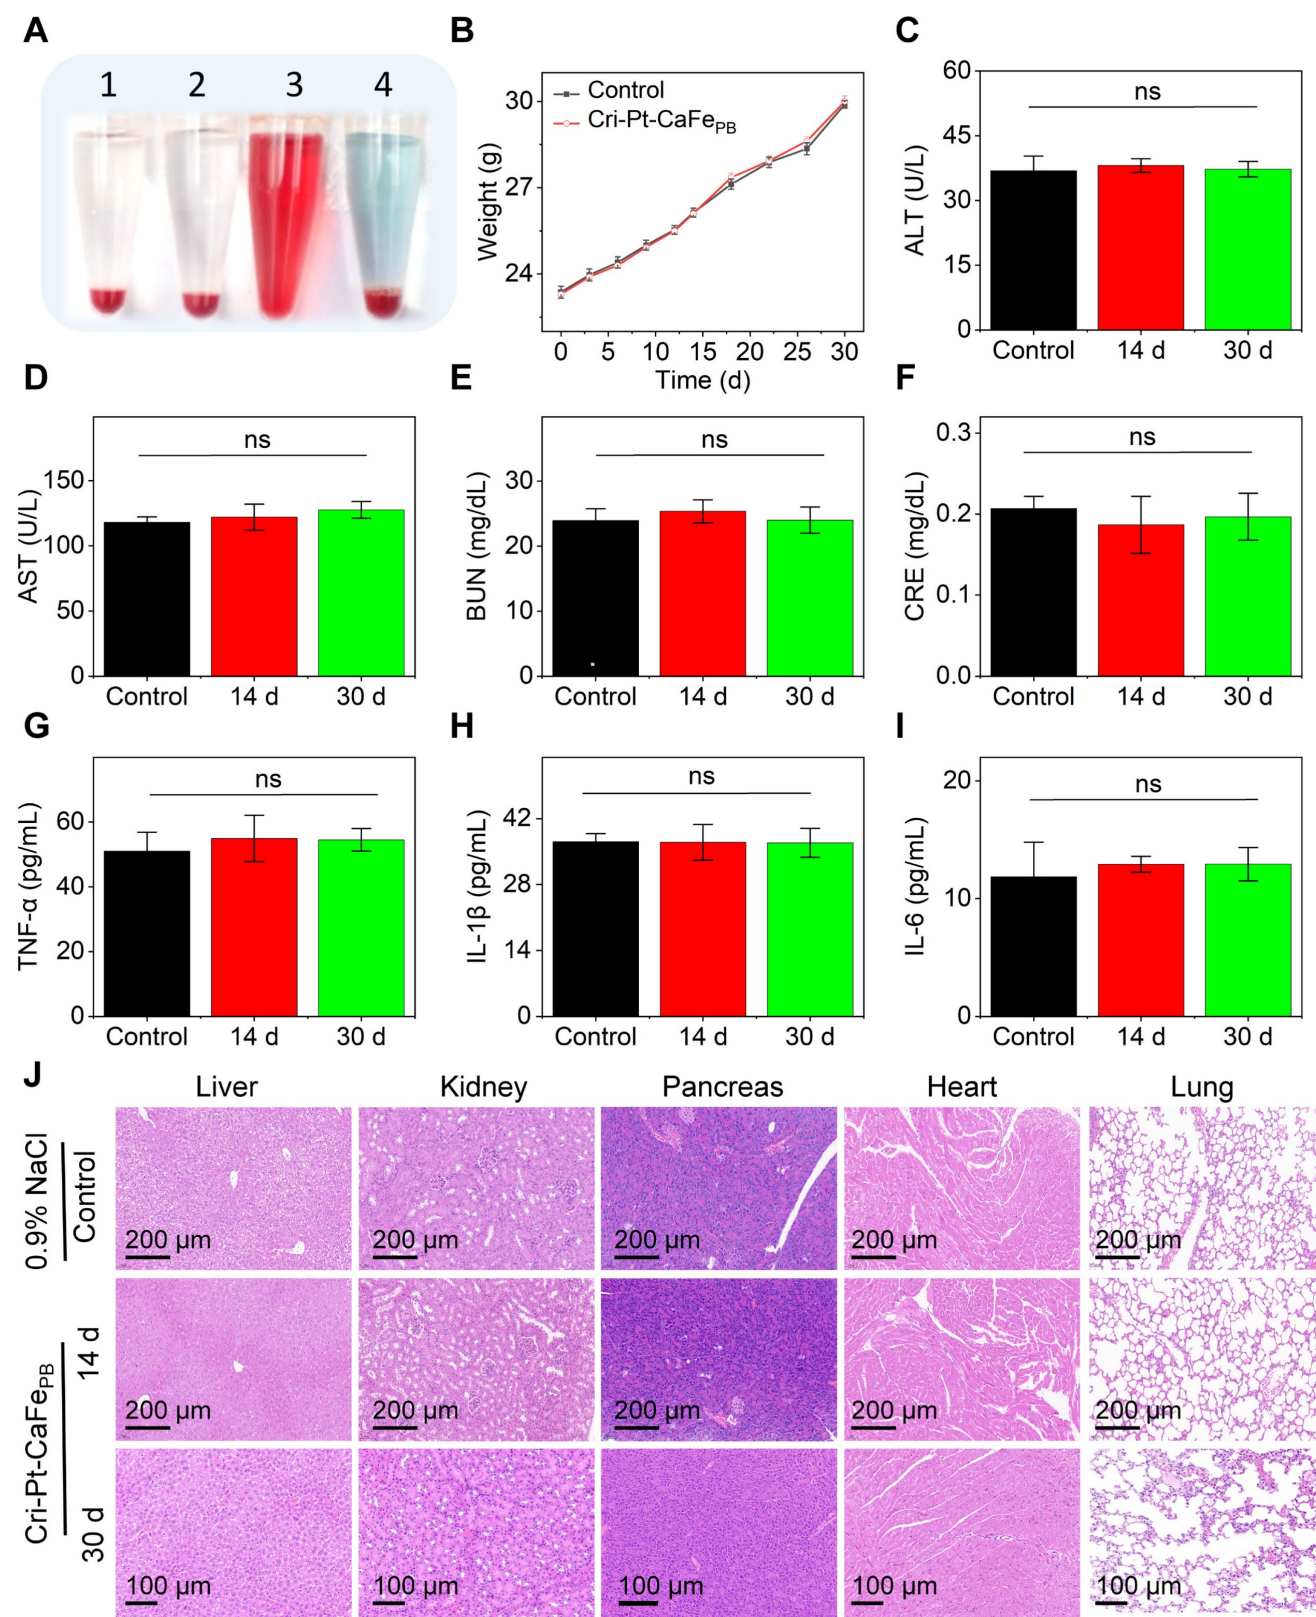 A
1 2 3 4
B
Control
Cri-Pt-CaFePB
Weight (g)
30
27
24
0 5 10 15 20 25 30
Time (d)
C
ns
ALT (U/L)
60
45
30
15
0
Control 14 d 30 d
D
ns
AST (U/L)
150
100
50
0
Control 14 d 30 d
E
ns
BUN (mg/dL)
30
20
10
0
Control 14 d 30 d
F
ns
CRE (mg/dL)
0.3
0.2
0.1
0.0
Control 14 d 30 d
G
ns
TNF-α (pg/mL)
60
40
20
0
Control 14 d 30 d
H
ns
IL-1β (pg/mL)
42
28
14
0
Control 14 d 30 d
I
ns
IL-6 (pg/mL)
20
10
0
Control 14 d 30 d
J
Liver Kidney Pancreas Heart Lung
0.9% NaCl
Control
200 µm 200 µm 200 µm 200 µm 200 µm
Cri-Pt-CaFePB
14 d
200 µm 200 µm 200 µm 200 µm 200 µm
30 d
100 µm 100 µm 100 µm 100 µm 100 µm